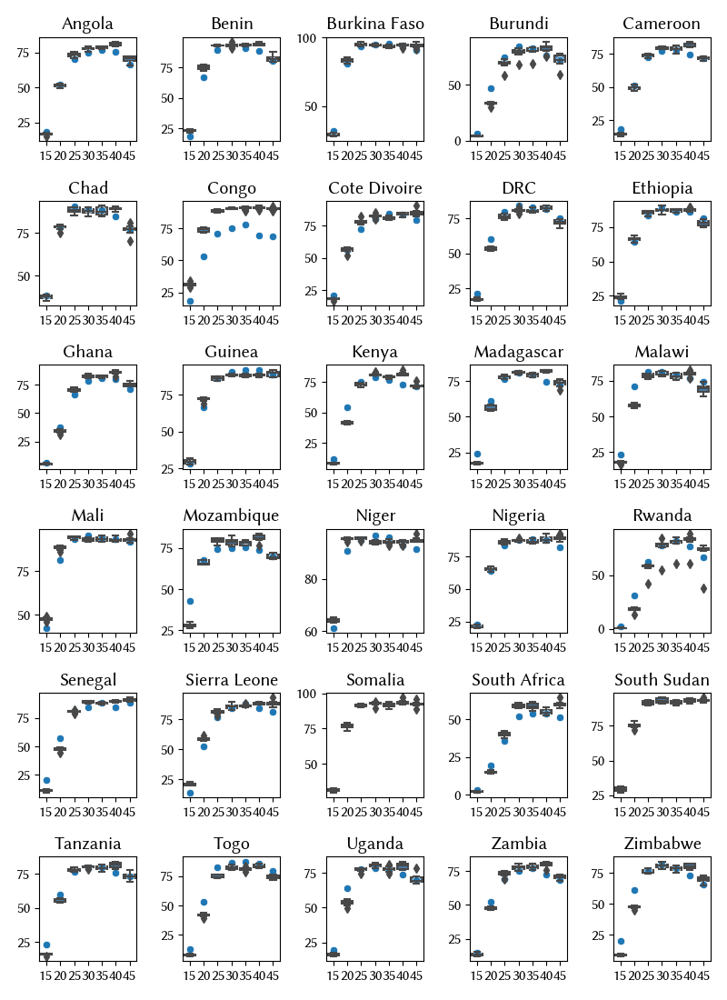 Angola Benin Burkina Faso Burundi Cameroon
75 75 100 50 75
50 50 50 50
25 25 0 25
15 20 25 30 35 40 45 15 20 25 30 35 40 45 15 20 25 30 35 40 45 15 20 25 30 35 40 45 15 20 25 30 35 40 45
Chad Congo Cote Divoire DRC Ethiopia
75 75 75 75 75
50 50 50 50 50
25 25 25 25
15 20 25 30 35 40 45 15 20 25 30 35 40 45 15 20 25 30 35 40 45 15 20 25 30 35 40 45 15 20 25 30 35 40 45
Ghana Guinea Kenya Madagascar Malawi
75 75 75 75 75
50 50 50 50 50
25 25 25 25 25
15 20 25 30 35 40 45 15 20 25 30 35 40 45 15 20 25 30 35 40 45 15 20 25 30 35 40 45 15 20 25 30 35 40 45
Mali Mozambique Niger Nigeria Rwanda
75 75 80 75 50
50 50 60 50 0
25 25
15 20 25 30 35 40 45 15 20 25 30 35 40 45 15 20 25 30 35 40 45 15 20 25 30 35 40 45 15 20 25 30 35 40 45
Senegal Sierra Leone Somalia South Africa South Sudan
75 75 100 50 75
50 50 75 25 50
25 25 50 0 25
15 20 25 30 35 40 45 15 20 25 30 35 40 45 15 20 25 30 35 40 45 15 20 25 30 35 40 45 15 20 25 30 35 40 45
Tanzania Togo Uganda Zambia Zimbabwe
75 75 75 75 75
50 50 50 50 50
25 25 25 25 25
15 20 25 30 35 40 45 15 20 25 30 35 40 45 15 20 25 30 35 40 45 15 20 25 30 35 40 45 15 20 25 30 35 40 45